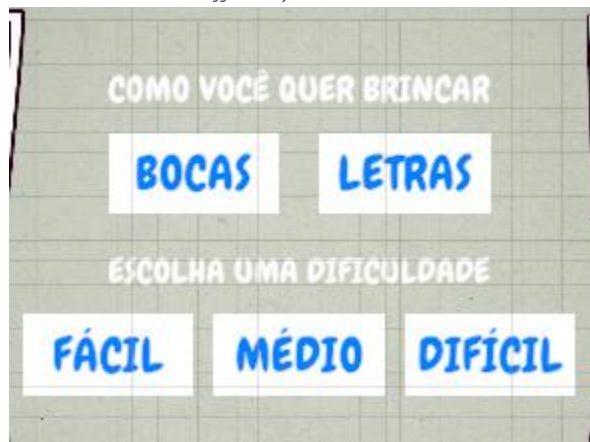 COMO VOCÊ QUER BRINCAR
BOCAS LETRAS
ESCOLHA UMA DIFICULDADE
FÁCIL MÉDIO DIFÍCIL